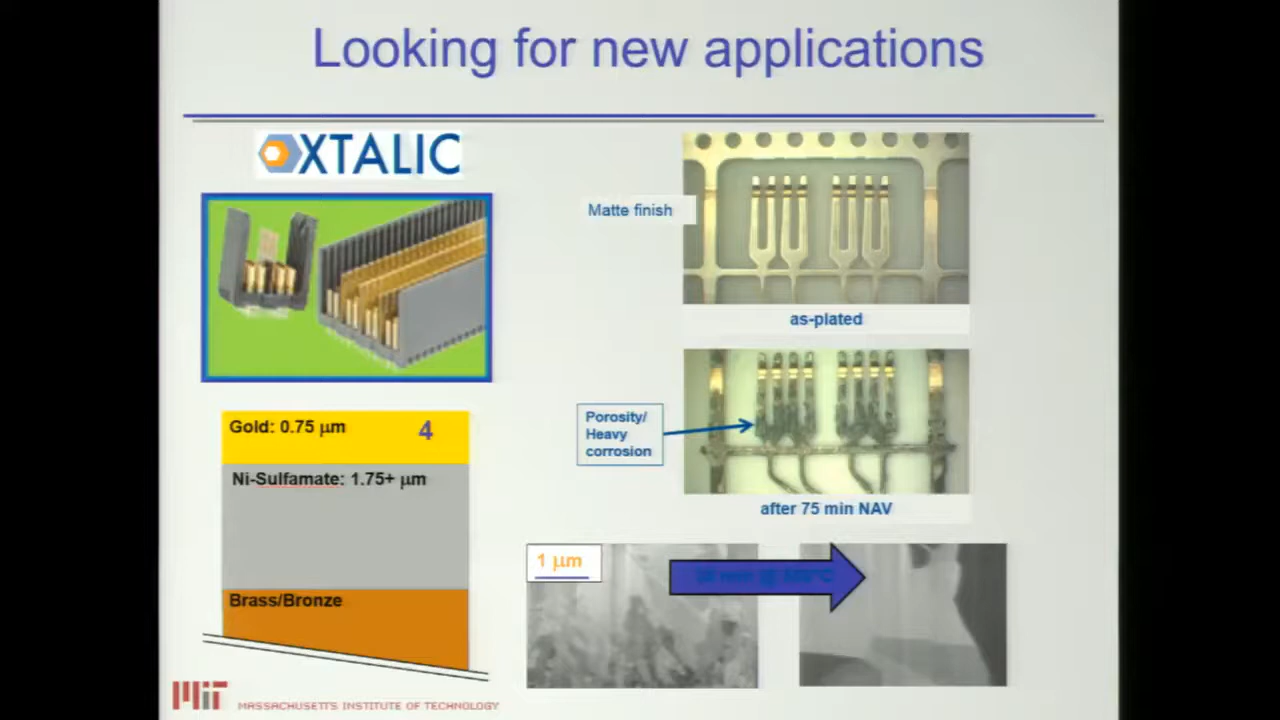 Looking for new applications
XTALIC
Matte finish
as-plated
Porosity/
Heavy
corrosion
after 75 min NAV
Gold: 0.75 μm
4
Ni-Sulfamate: 1.75+ μm
Brass/Bronze
1 μm
MIT
MASSACHUSETTS INSTITUTE OF TECHNOLOGY